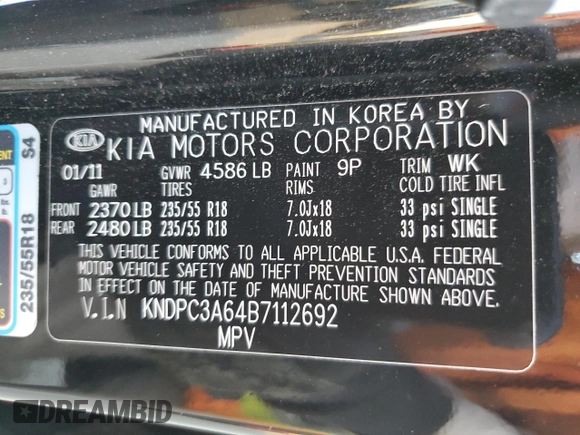 MANUFACTURED IN KOREA BY
KIA KIA MOTORS CORPORATION
01/11 GVWR 4586 LB PAINT 9P TRIM WK
GAWR TIRES RIMS COLD TIRE INFL
FRONT 2370 LB 235/55 R18 7.0Jx18 33 psi SINGLE
REAR 2480 LB 235/55 R18 7.0Jx18 33 psi SINGLE
THIS VEHICLE CONFORMS TO ALL APPLICABLE U.S.A. FEDERAL
MOTOR VEHICLE SAFETY AND THEFT PREVENTION STANDARDS
IN EFFECT ON THE DATE OF MANUFACTURE SHOWN ABOVE.
V.I.N KNDPC3A64B7112692
MPV
235/55R18 S4
DREAMBID